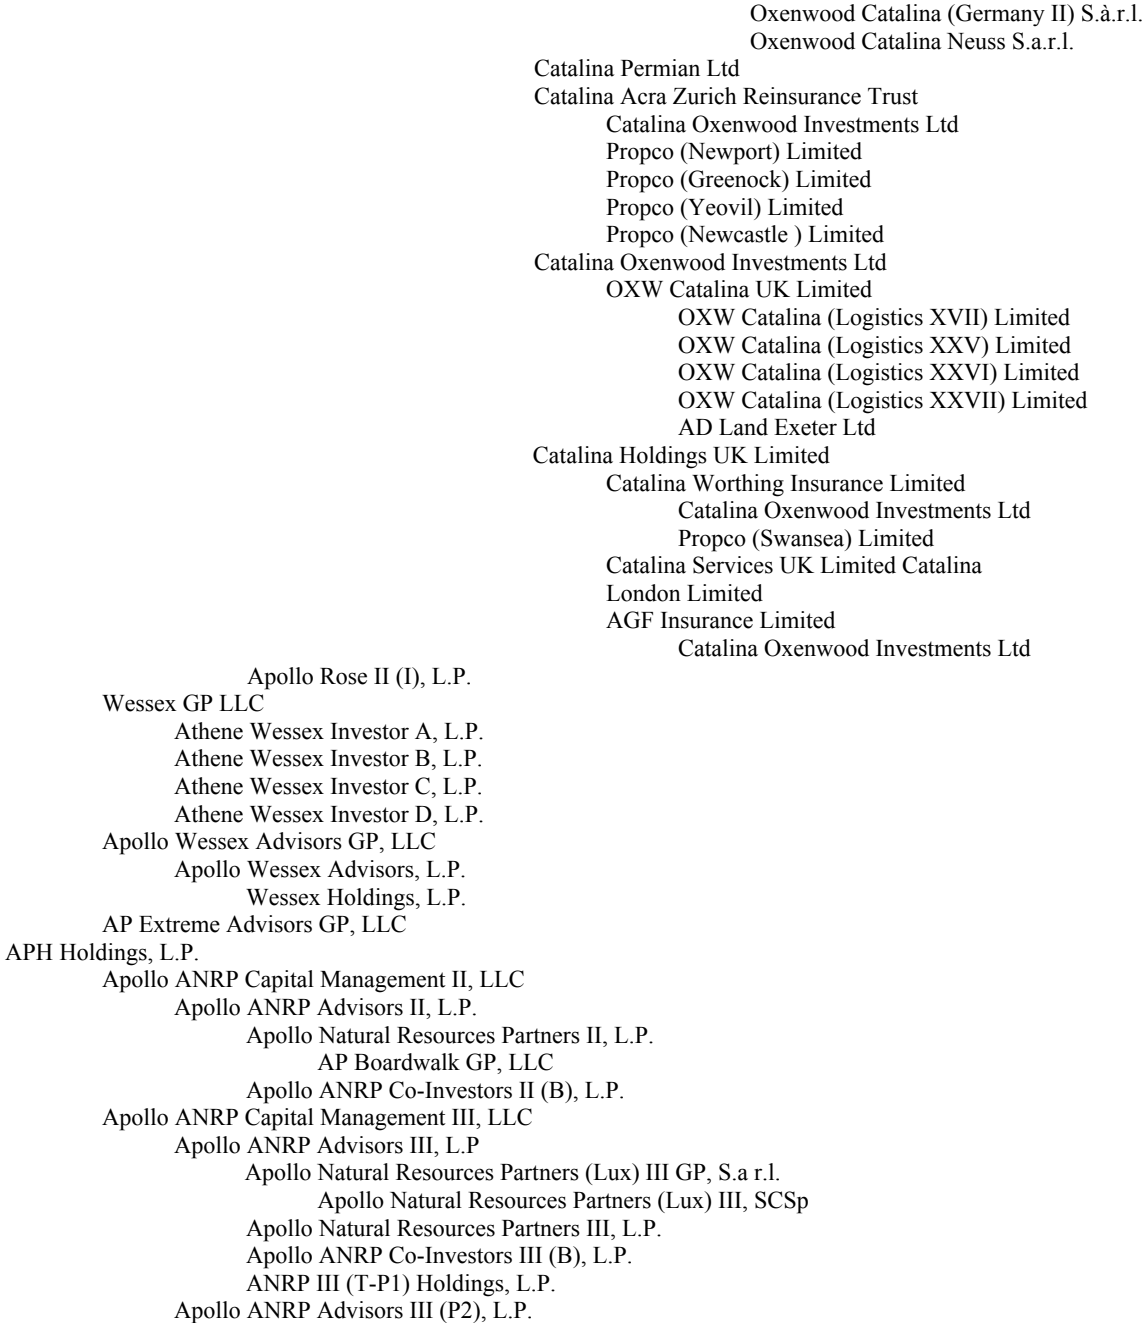 Oxenwood Catalina (Germany II) S.à.r.l.
Oxenwood Catalina Neuss S.a.r.l.
Catalina Permian Ltd
Catalina Acra Zurich Reinsurance Trust
Catalina Oxenwood Investments Ltd
Propco (Newport) Limited
Propco (Greenock) Limited
Propco (Yeovil) Limited
Propco (Newcastle ) Limited
Catalina Oxenwood Investments Ltd
OXW Catalina UK Limited
OXW Catalina (Logistics XVII) Limited
OXW Catalina (Logistics XXV) Limited
OXW Catalina (Logistics XXVI) Limited
OXW Catalina (Logistics XXVII) Limited
AD Land Exeter Ltd
Catalina Holdings UK Limited
Catalina Worthing Insurance Limited
Catalina Oxenwood Investments Ltd
Propco (Swansea) Limited
Catalina Services UK Limited Catalina
London Limited
AGF Insurance Limited
Catalina Oxenwood Investments Ltd
Apollo Rose II (I), L.P.
Wessex GP LLC
Athene Wessex Investor A, L.P.
Athene Wessex Investor B, L.P.
Athene Wessex Investor C, L.P.
Athene Wessex Investor D, L.P.
Apollo Wessex Advisors GP, LLC
Apollo Wessex Advisors, L.P.
Wessex Holdings, L.P.
AP Extreme Advisors GP, LLC
APH Holdings, L.P.
Apollo ANRP Capital Management II, LLC
Apollo ANRP Advisors II, L.P.
Apollo Natural Resources Partners II, L.P.
AP Boardwalk GP, LLC
Apollo ANRP Co-Investors II (B), L.P.
Apollo ANRP Capital Management III, LLC
Apollo ANRP Advisors III, L.P
Apollo Natural Resources Partners (Lux) III GP, S.a r.l.
Apollo Natural Resources Partners (Lux) III, SCSp
Apollo Natural Resources Partners III, L.P.
Apollo ANRP Co-Investors III (B), L.P.
ANRP III (T-P1) Holdings, L.P.
Apollo ANRP Advisors III (P2), L.P.